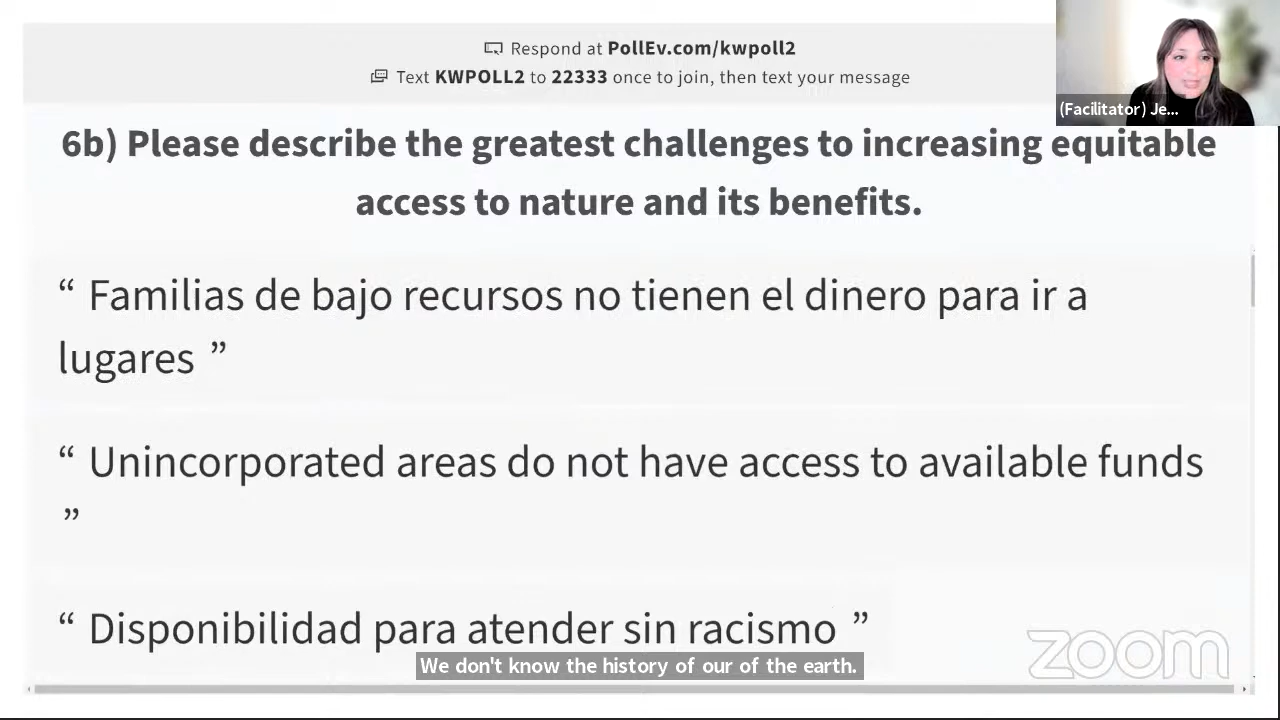 Respond at PollEv.com/kwpoll2
Text KWPOLL2 to 22333 once to join, then text your message
(Facilitator) Je...
6b) Please describe the greatest challenges to increasing equitable
access to nature and its benefits.
“ Familias de bajo recursos no tienen el dinero para ir a
lugares ”
“ Unincorporated areas do not have access to available funds
”
“ Disponibilidad para atender sin racismo ”
We don't know the history of our of the earth.
zoom